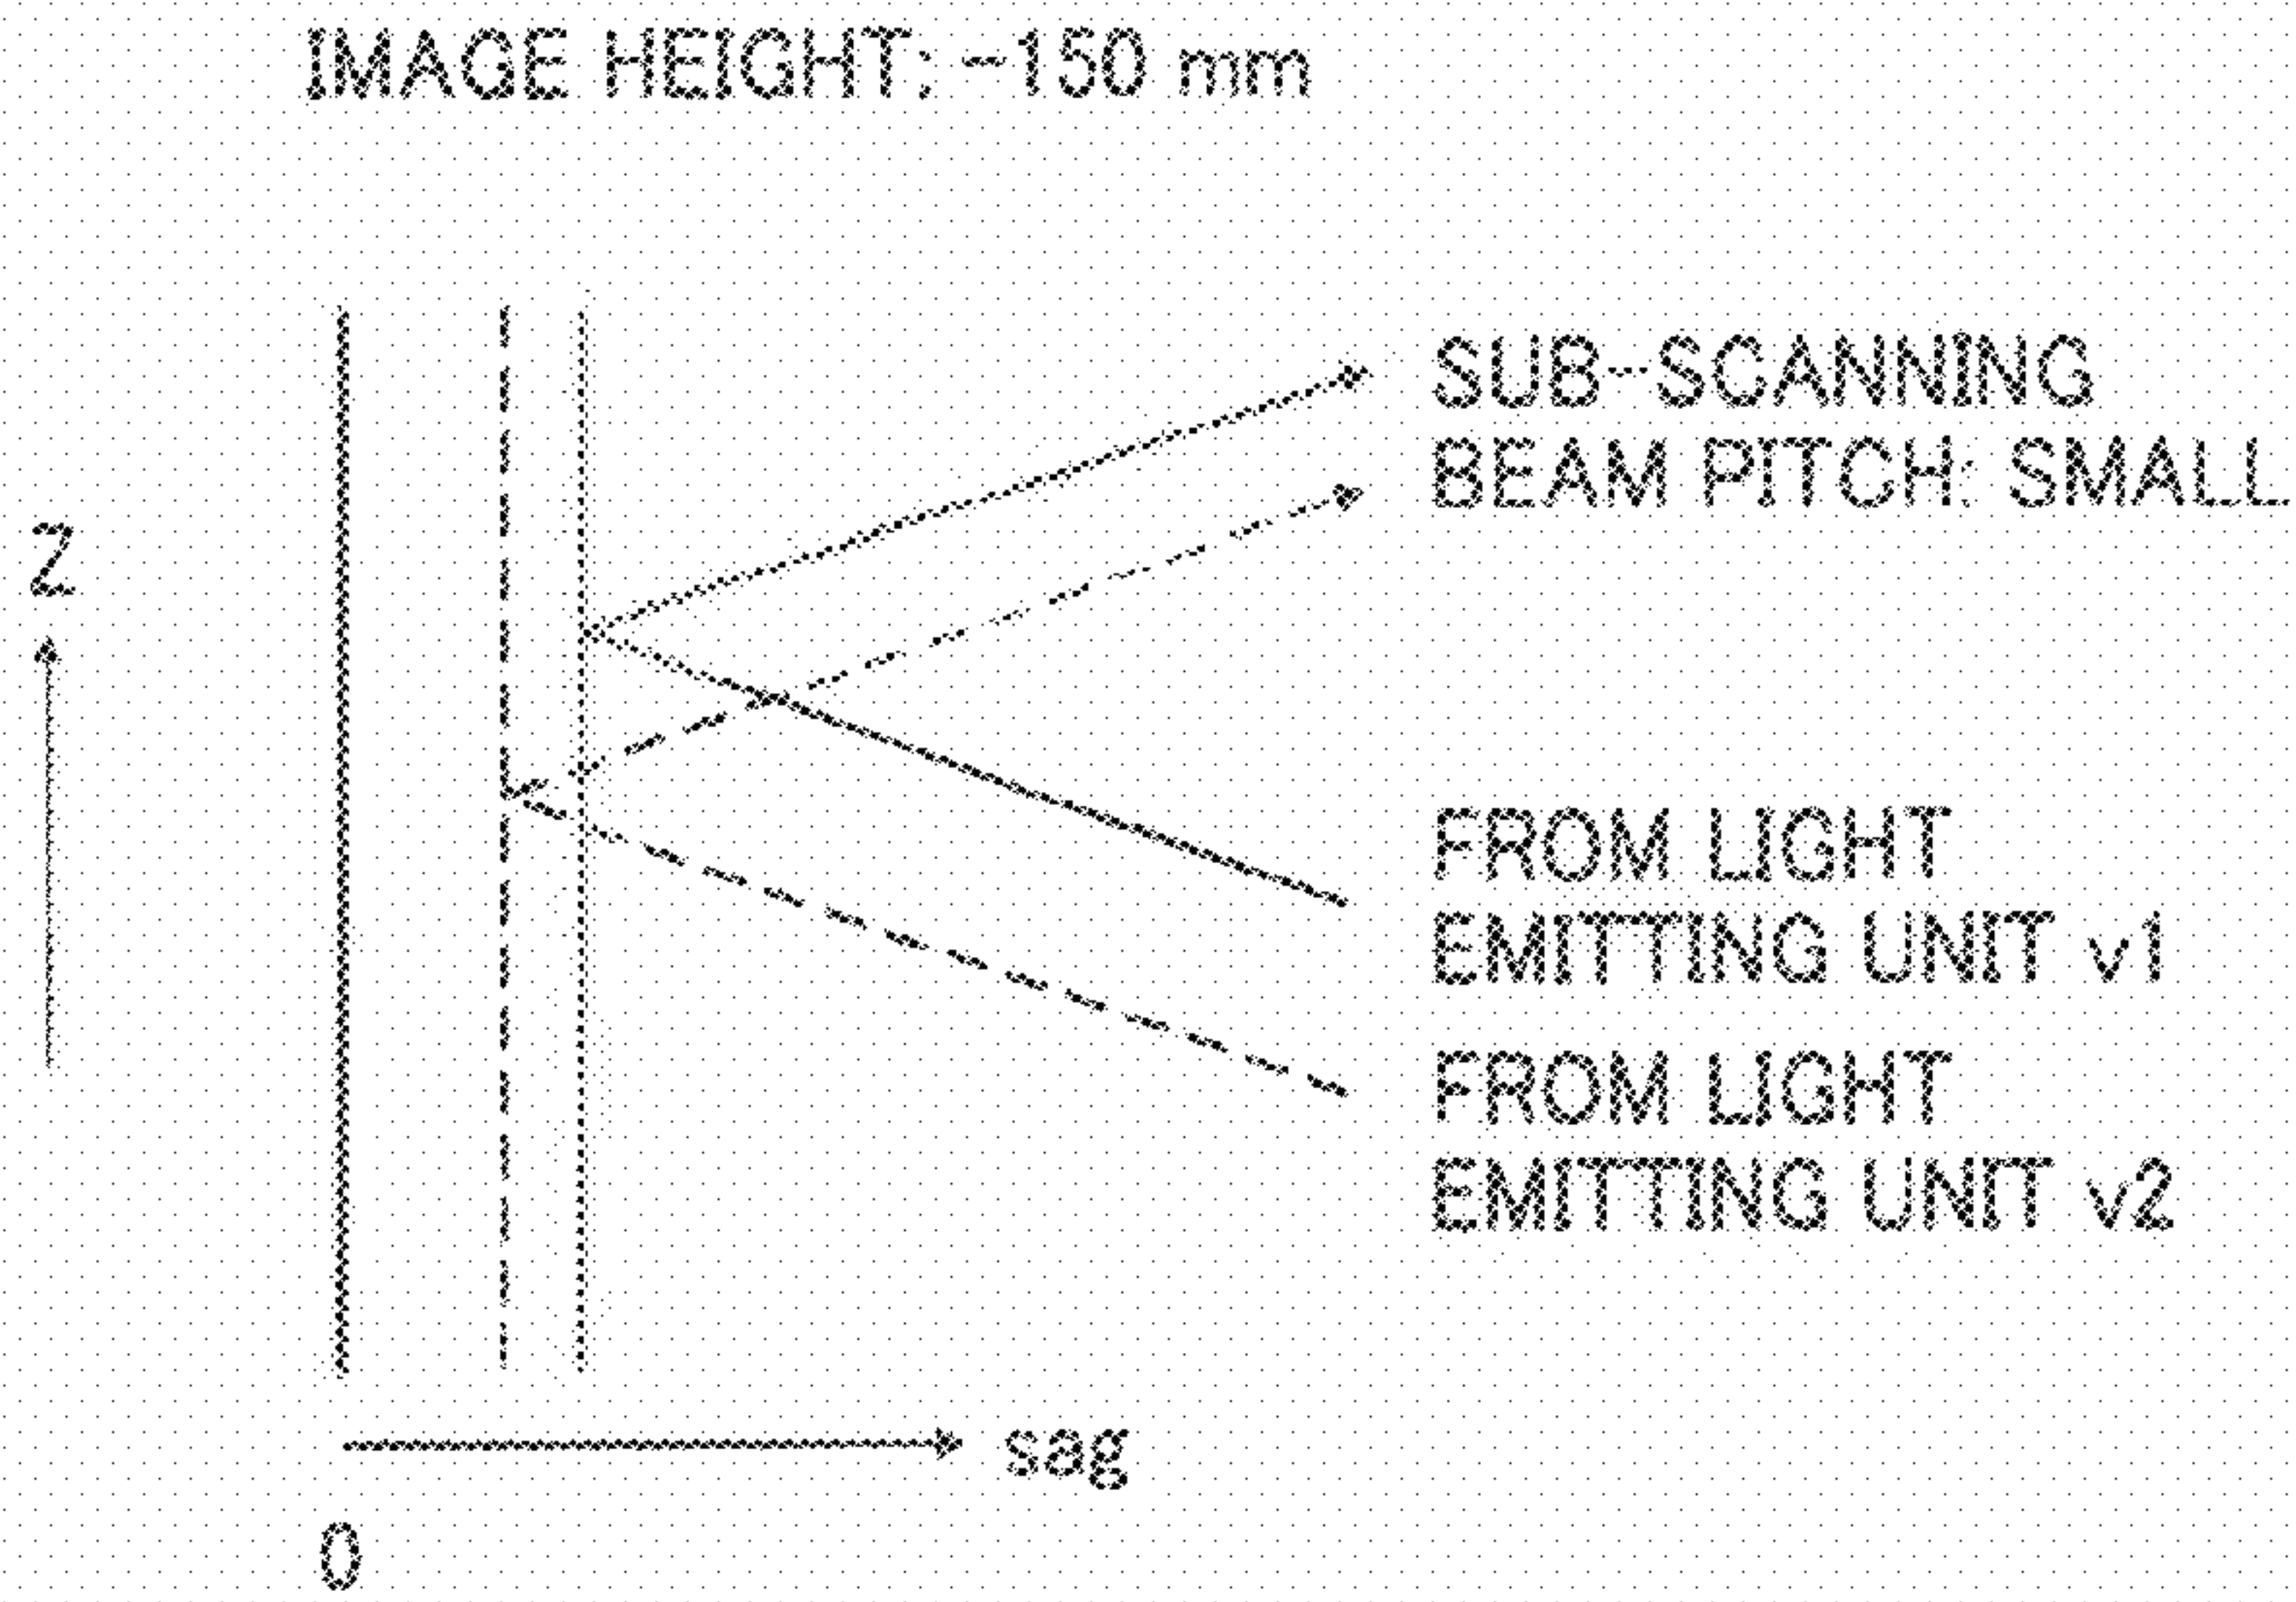 IMAGE HEIGHT: -150 mm
SUB-SCANNING
BEAM PITCH: SMALL
Z
FROM LIGHT
EMITTING UNIT v1
FROM LIGHT
EMITTING UNIT v2
sag
0